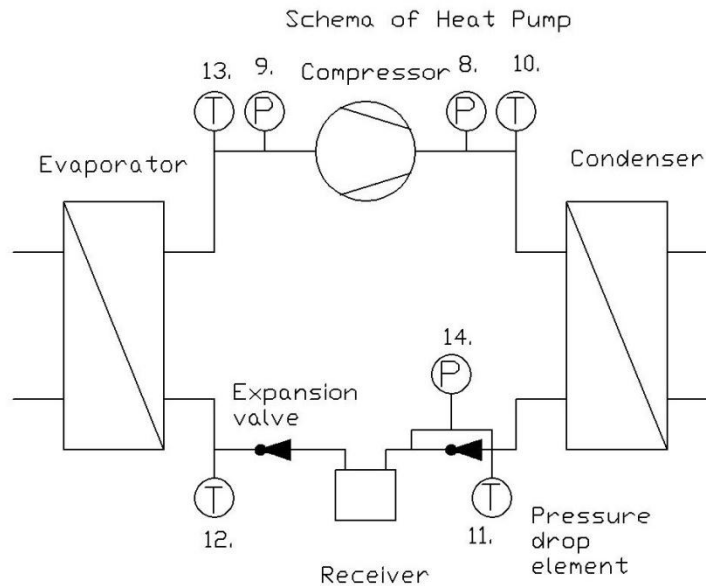 Schema of Heat Pump
13.
9.
Compressor
8.
10.
T
P
P
T
Evaporator
Condenser
14.
P
Expansion
valve
T
T
12.
11.
Pressure
drop
element
Receiver